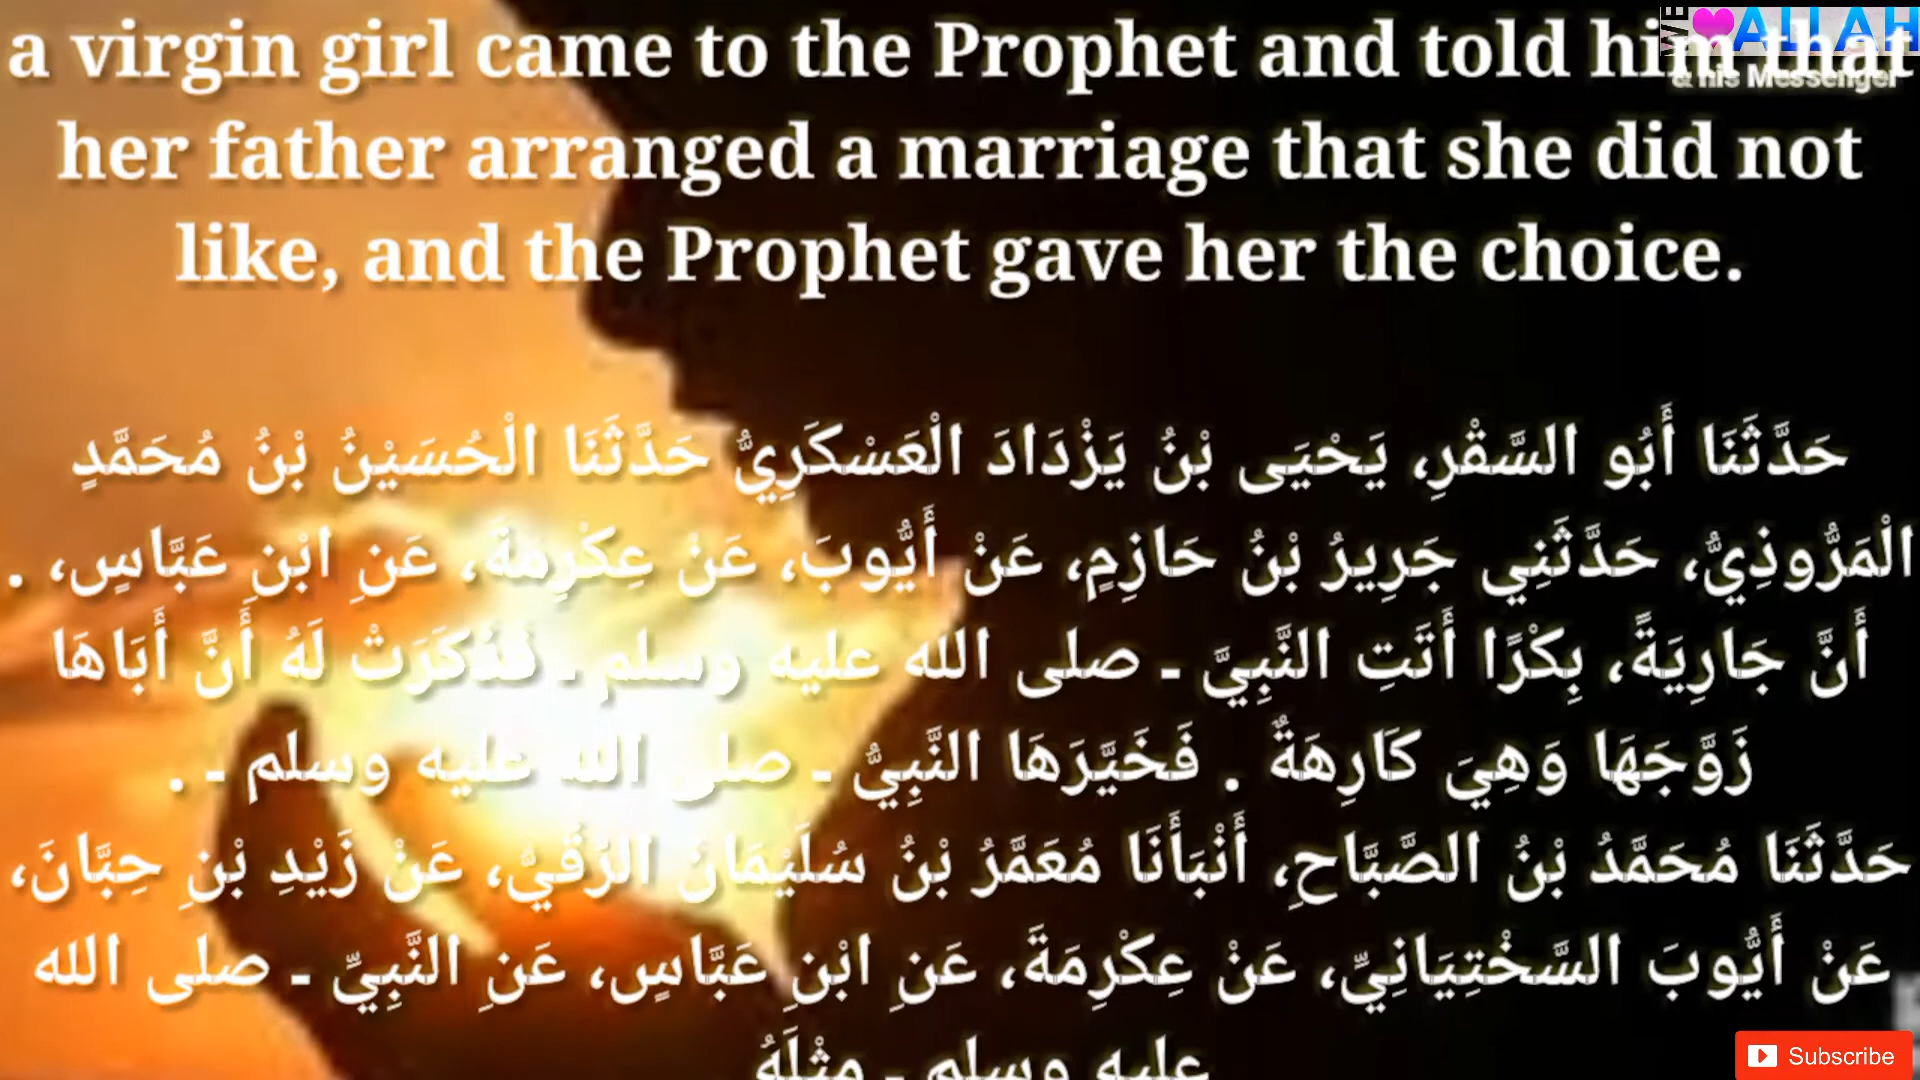 WE ALLAH
& his Messenger
a virgin girl came to the Prophet and told him that
her father arranged a marriage that she did not
like, and the Prophet gave her the choice.
حَدَّثَنَا أَبُو السَّقْرِ، يَحْيَى بْنُ يَزْدَادَ الْعَسْكَرِيُّ حَدَّثَنَا الْحُسَيْنُ بْنُ مُحَمَّدٍ
الْمَرُّوذِيُّ، حَدَّثَنِي جَرِيرُ بْنُ حَازِمٍ، عَنْ أَيُّوبَ، عَنْ عِكْرِمَةَ، عَنِ ابْنِ عَبَّاسٍ، .
أَنَّ جَارِيَةً، بِكْرًا أَتَتِ النَّبِيَّ ـ صلى الله عليه وسلم ـ فَذَكَرَتْ لَهُ أَنَّ أَبَاهَا
زَوَّجَهَا وَهِيَ كَارِهَةٌ . فَخَيَّرَهَا النَّبِيُّ ـ صلى الله عليه وسلم ـ .
حَدَّثَنَا مُحَمَّدُ بْنُ الصَّبَّاحِ، أَنْبَأَنَا مُعَمَّرُ بْنُ سُلَيْمَانَ الرَّقِّيُّ، عَنْ زَيْدِ بْنِ حِبَّانَ،
عَنْ أَيُّوبَ السَّخْتِيَانِيِّ، عَنْ عِكْرِمَةَ، عَنِ ابْنِ عَبَّاسٍ، عَنِ النَّبِيِّ ـ صلى الله
عليه وسلم ـ مِثْلَهُ
Subscribe